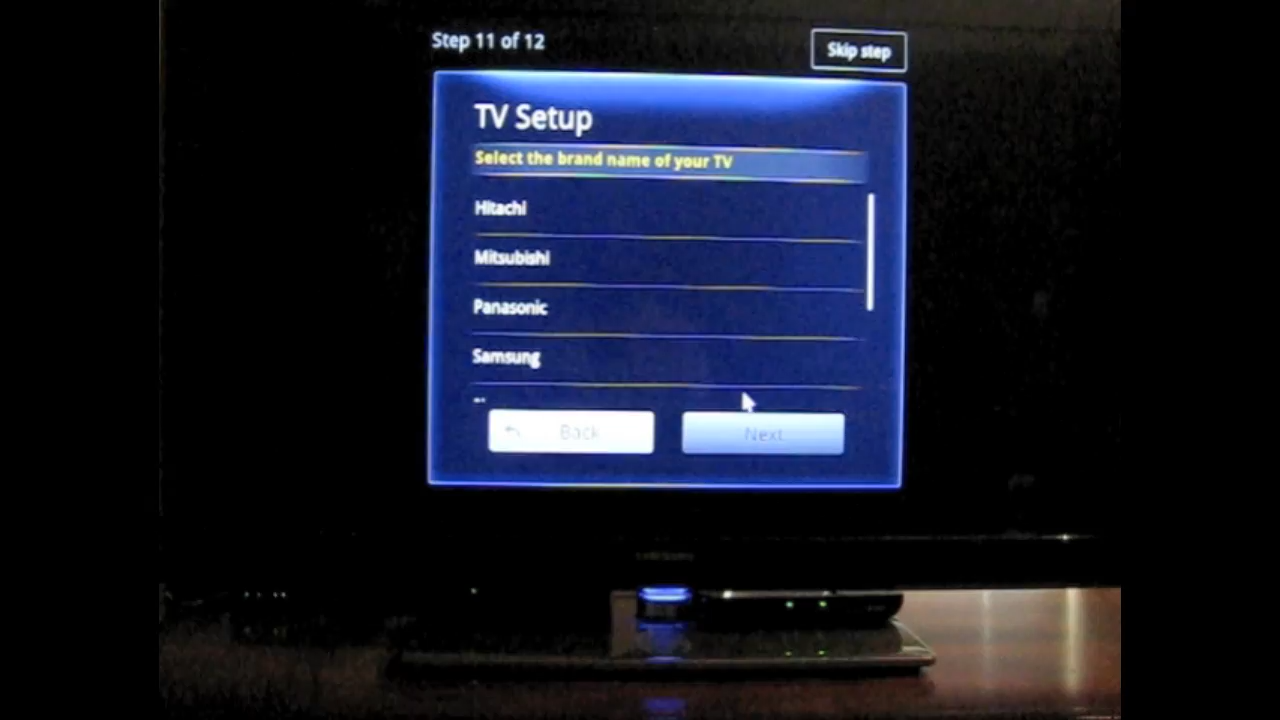 Step 11 of 12
Skip step
TV Setup
Select the brand name of your TV
Hitachi
Mitsubishi
Panasonic
Samsung
Back
Next